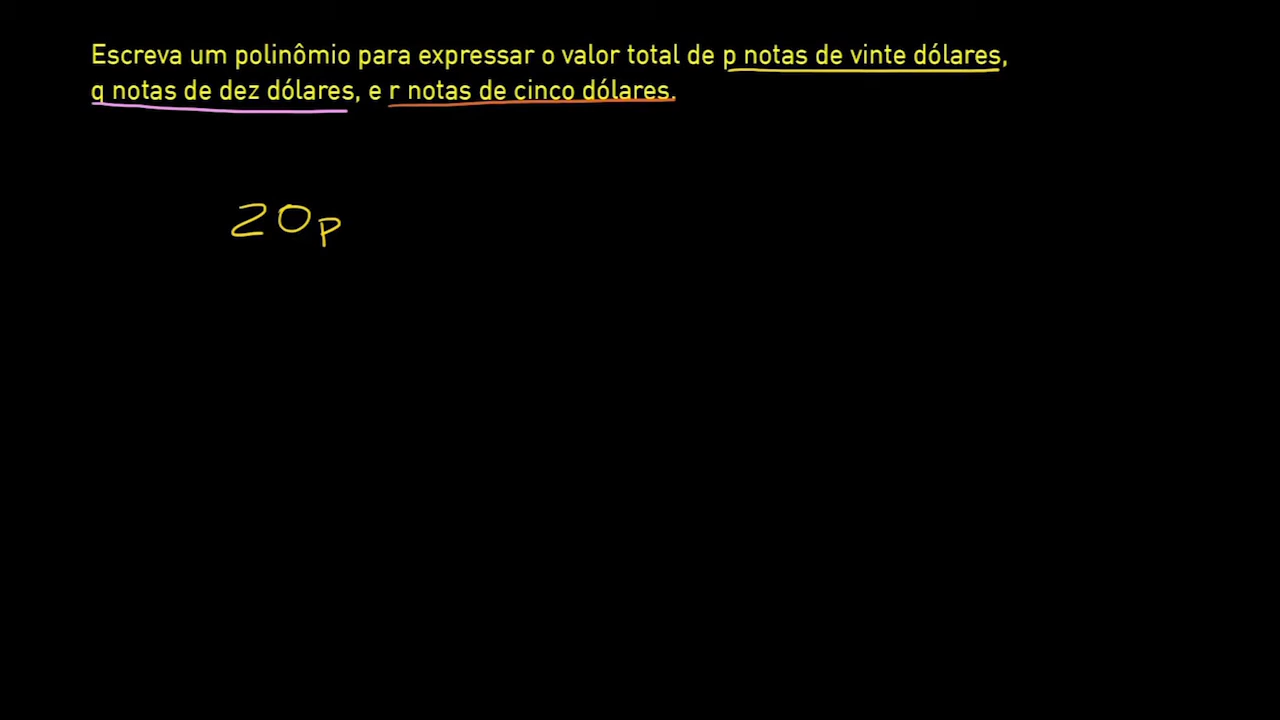 Escreva um polinômio para expressar o valor total de p notas de vinte dólares,
q notas de dez dólares, e r notas de cinco dólares.
20p